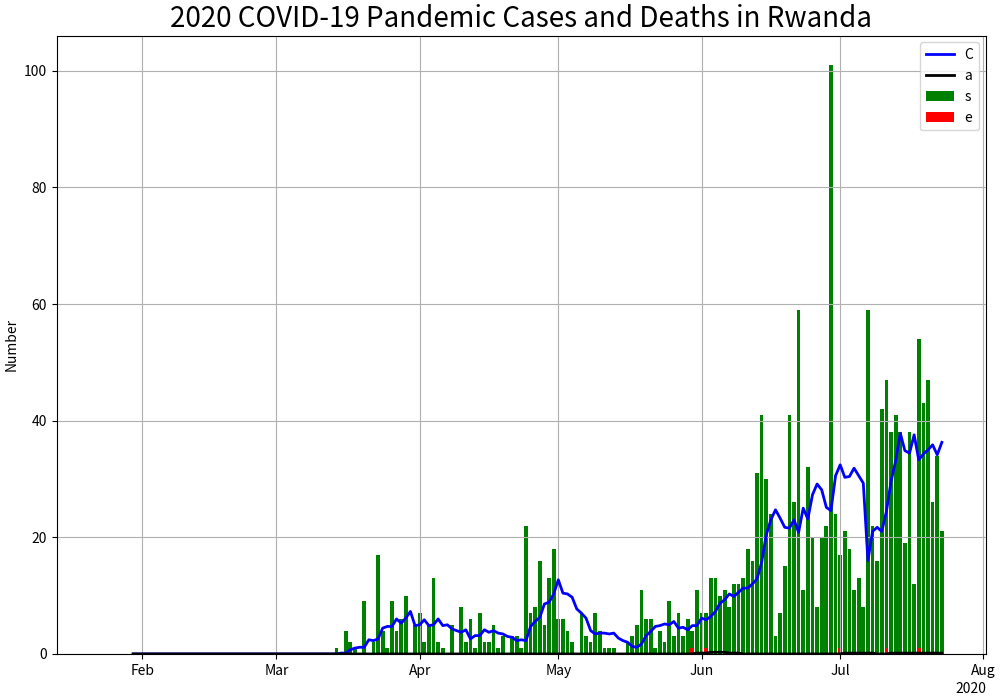 2020 COVID-19 Pandemic Cases and Deaths in Rwanda
C
a
s
e
100
80
60
40
20
0
Number
Feb Mar Apr May Jun Jul Aug
2020